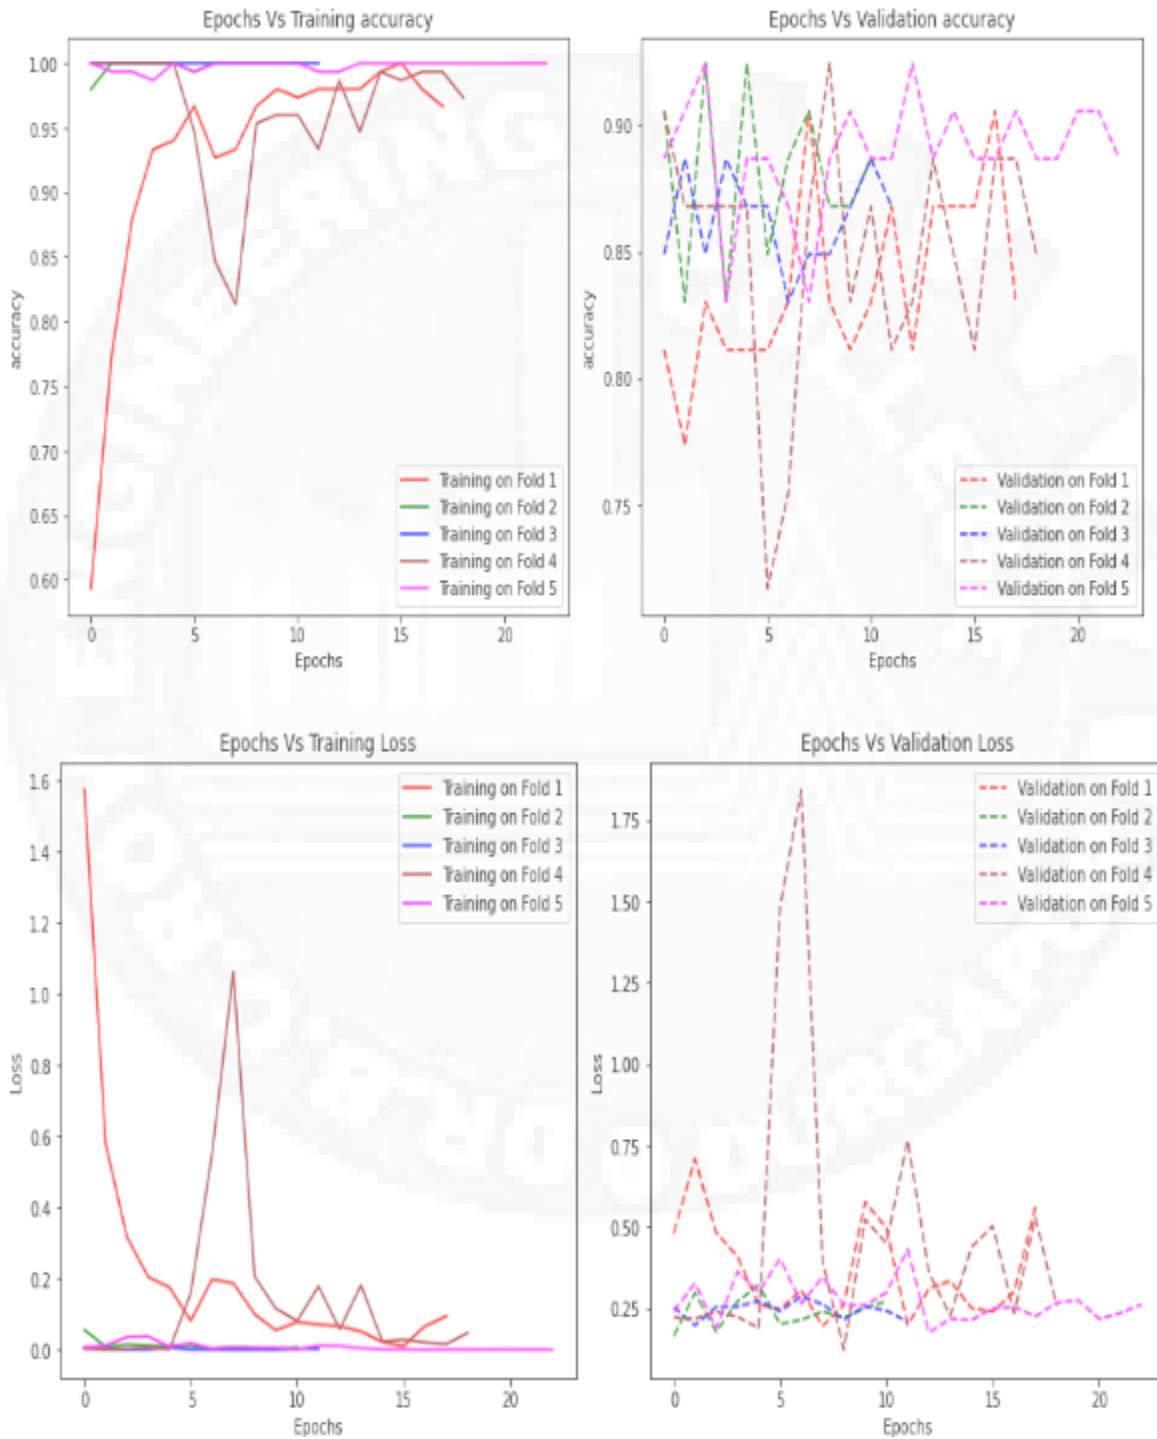 Epochs Vs Training accuracy
1.00
0.95
0.90
0.85
0.80
0.75
0.70
0.65
0.60
accuracy
Training on Fold 1
Training on Fold 2
Training on Fold 3
Training on Fold 4
Training on Fold 5
0 5 10 15 20
Epochs
Epochs Vs Validation accuracy
0.90
0.85
0.80
0.75
accuracy
Validation on Fold 1
Validation on Fold 2
Validation on Fold 3
Validation on Fold 4
Validation on Fold 5
0 5 10 15 20
Epochs
Epochs Vs Training Loss
1.6
1.4
1.2
1.0
0.8
0.6
0.4
0.2
0.0
Loss
Training on Fold 1
Training on Fold 2
Training on Fold 3
Training on Fold 4
Training on Fold 5
0 5 10 15 20
Epochs
Epochs Vs Validation Loss
1.75
1.50
1.25
1.00
0.75
0.50
0.25
Loss
Validation on Fold 1
Validation on Fold 2
Validation on Fold 3
Validation on Fold 4
Validation on Fold 5
0 5 10 15 20
Epochs